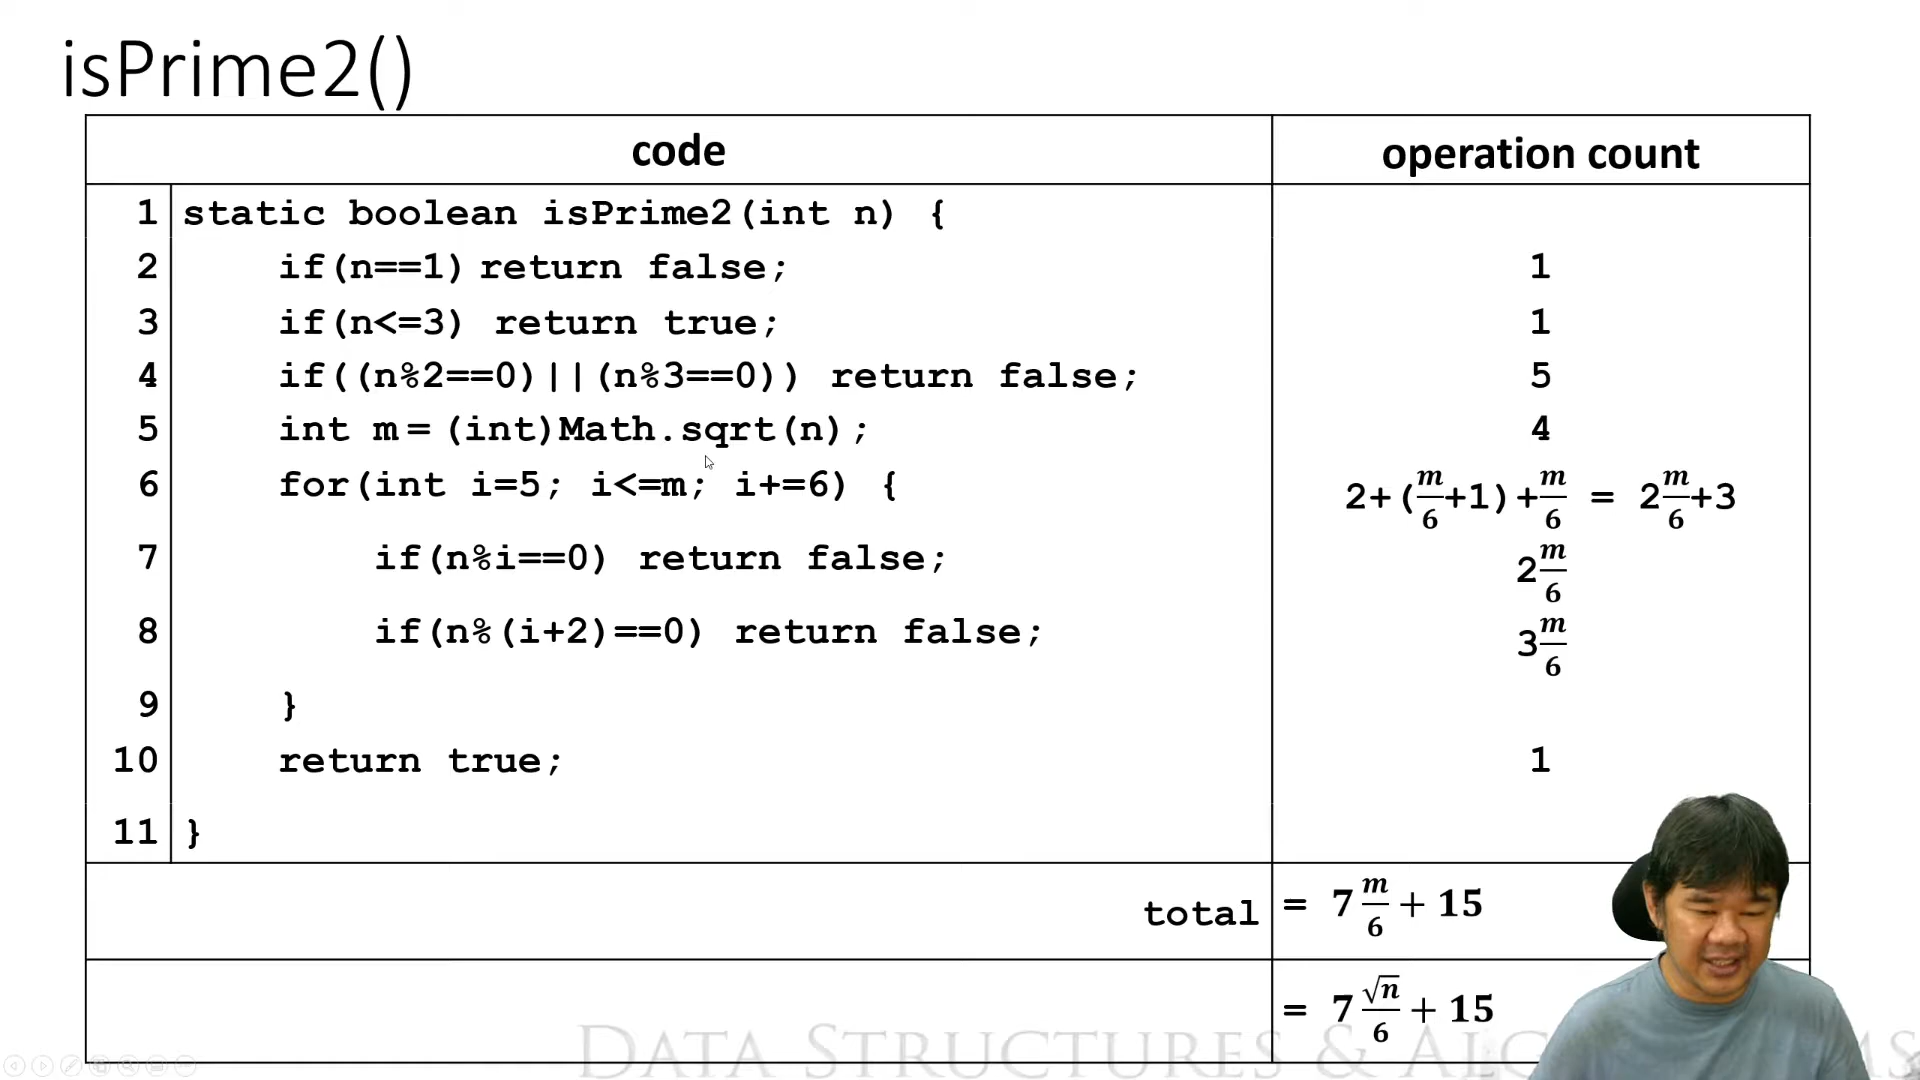 isPrime2()
code operation count
1 static boolean isPrime2(int n) {
2 if(n==1) return false; 1
3 if(n<=3) return true; 1
4 if((n%2==0)||(n%3==0)) return false; 5
5 int m=(int)Math.sqrt(n); 4
6 for(int i=5; i<=m; i+=6) { 2+(m/6+1)+m/6 = 2m/6+3
7 if(n%i==0) return false; 2m/6
8 if(n%(i+2)==0) return false; 3m/6
9 }
10 return true; 1
11 }
total = 7 m/6 + 15
= 7 √n/6 + 15
DATA STRUCTURES & ALG